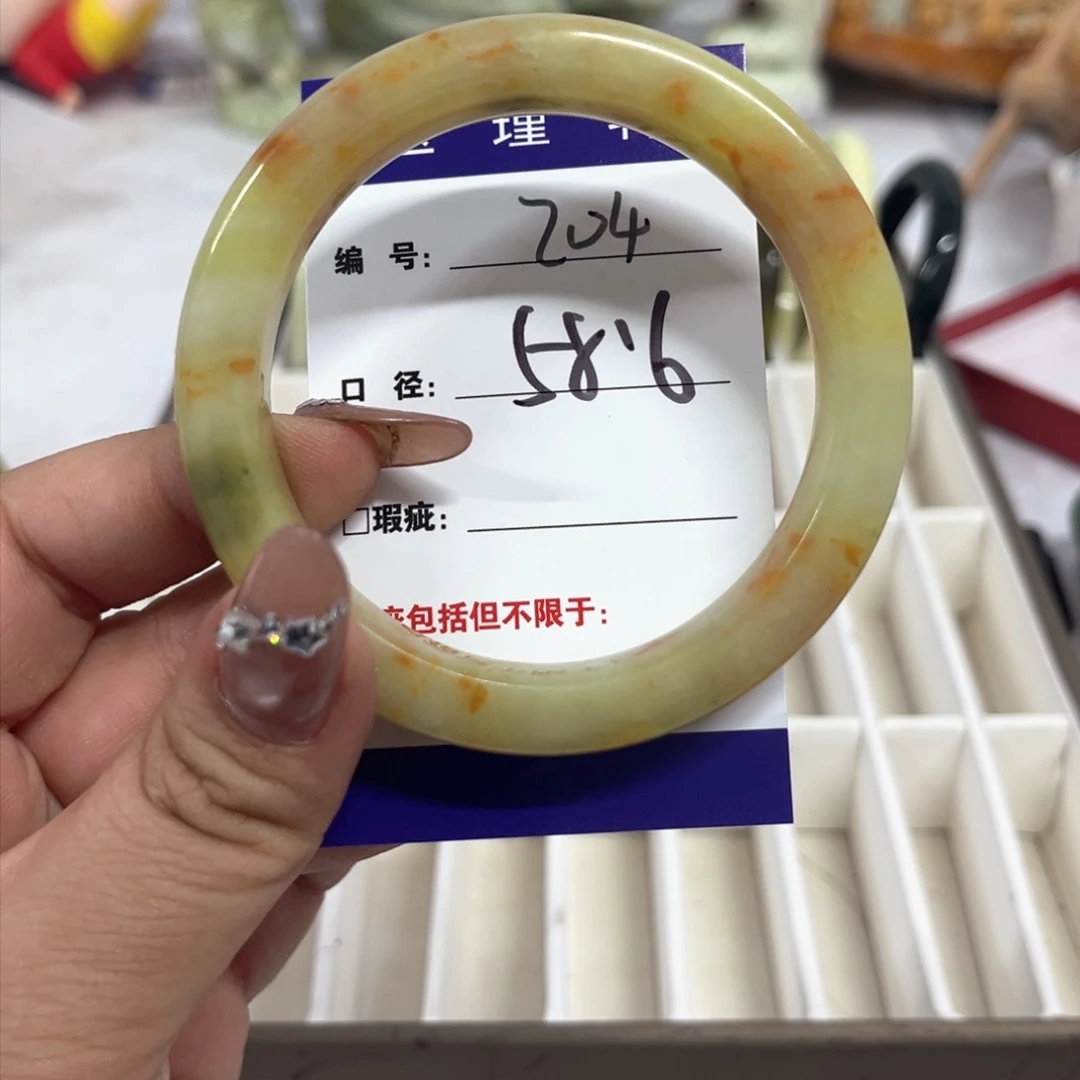 理
编 号: 204
口 径: 58.6
□瑕疵:
包括但不限于: